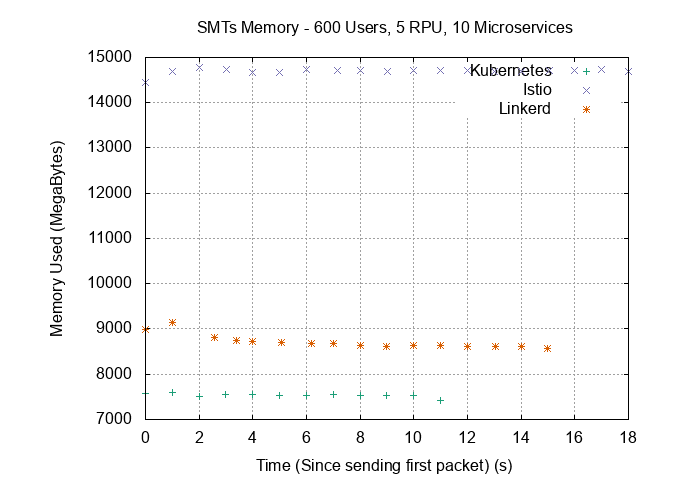 SMTs Memory - 600 Users, 5 RPU, 10 Microservices
15000
14000
13000
12000
11000
10000
9000
8000
7000
Memory Used (MegaBytes)
Kubernetes
Istio
Linkerd
0 2 4 6 8 10 12 14 16 18
Time (Since sending first packet) (s)